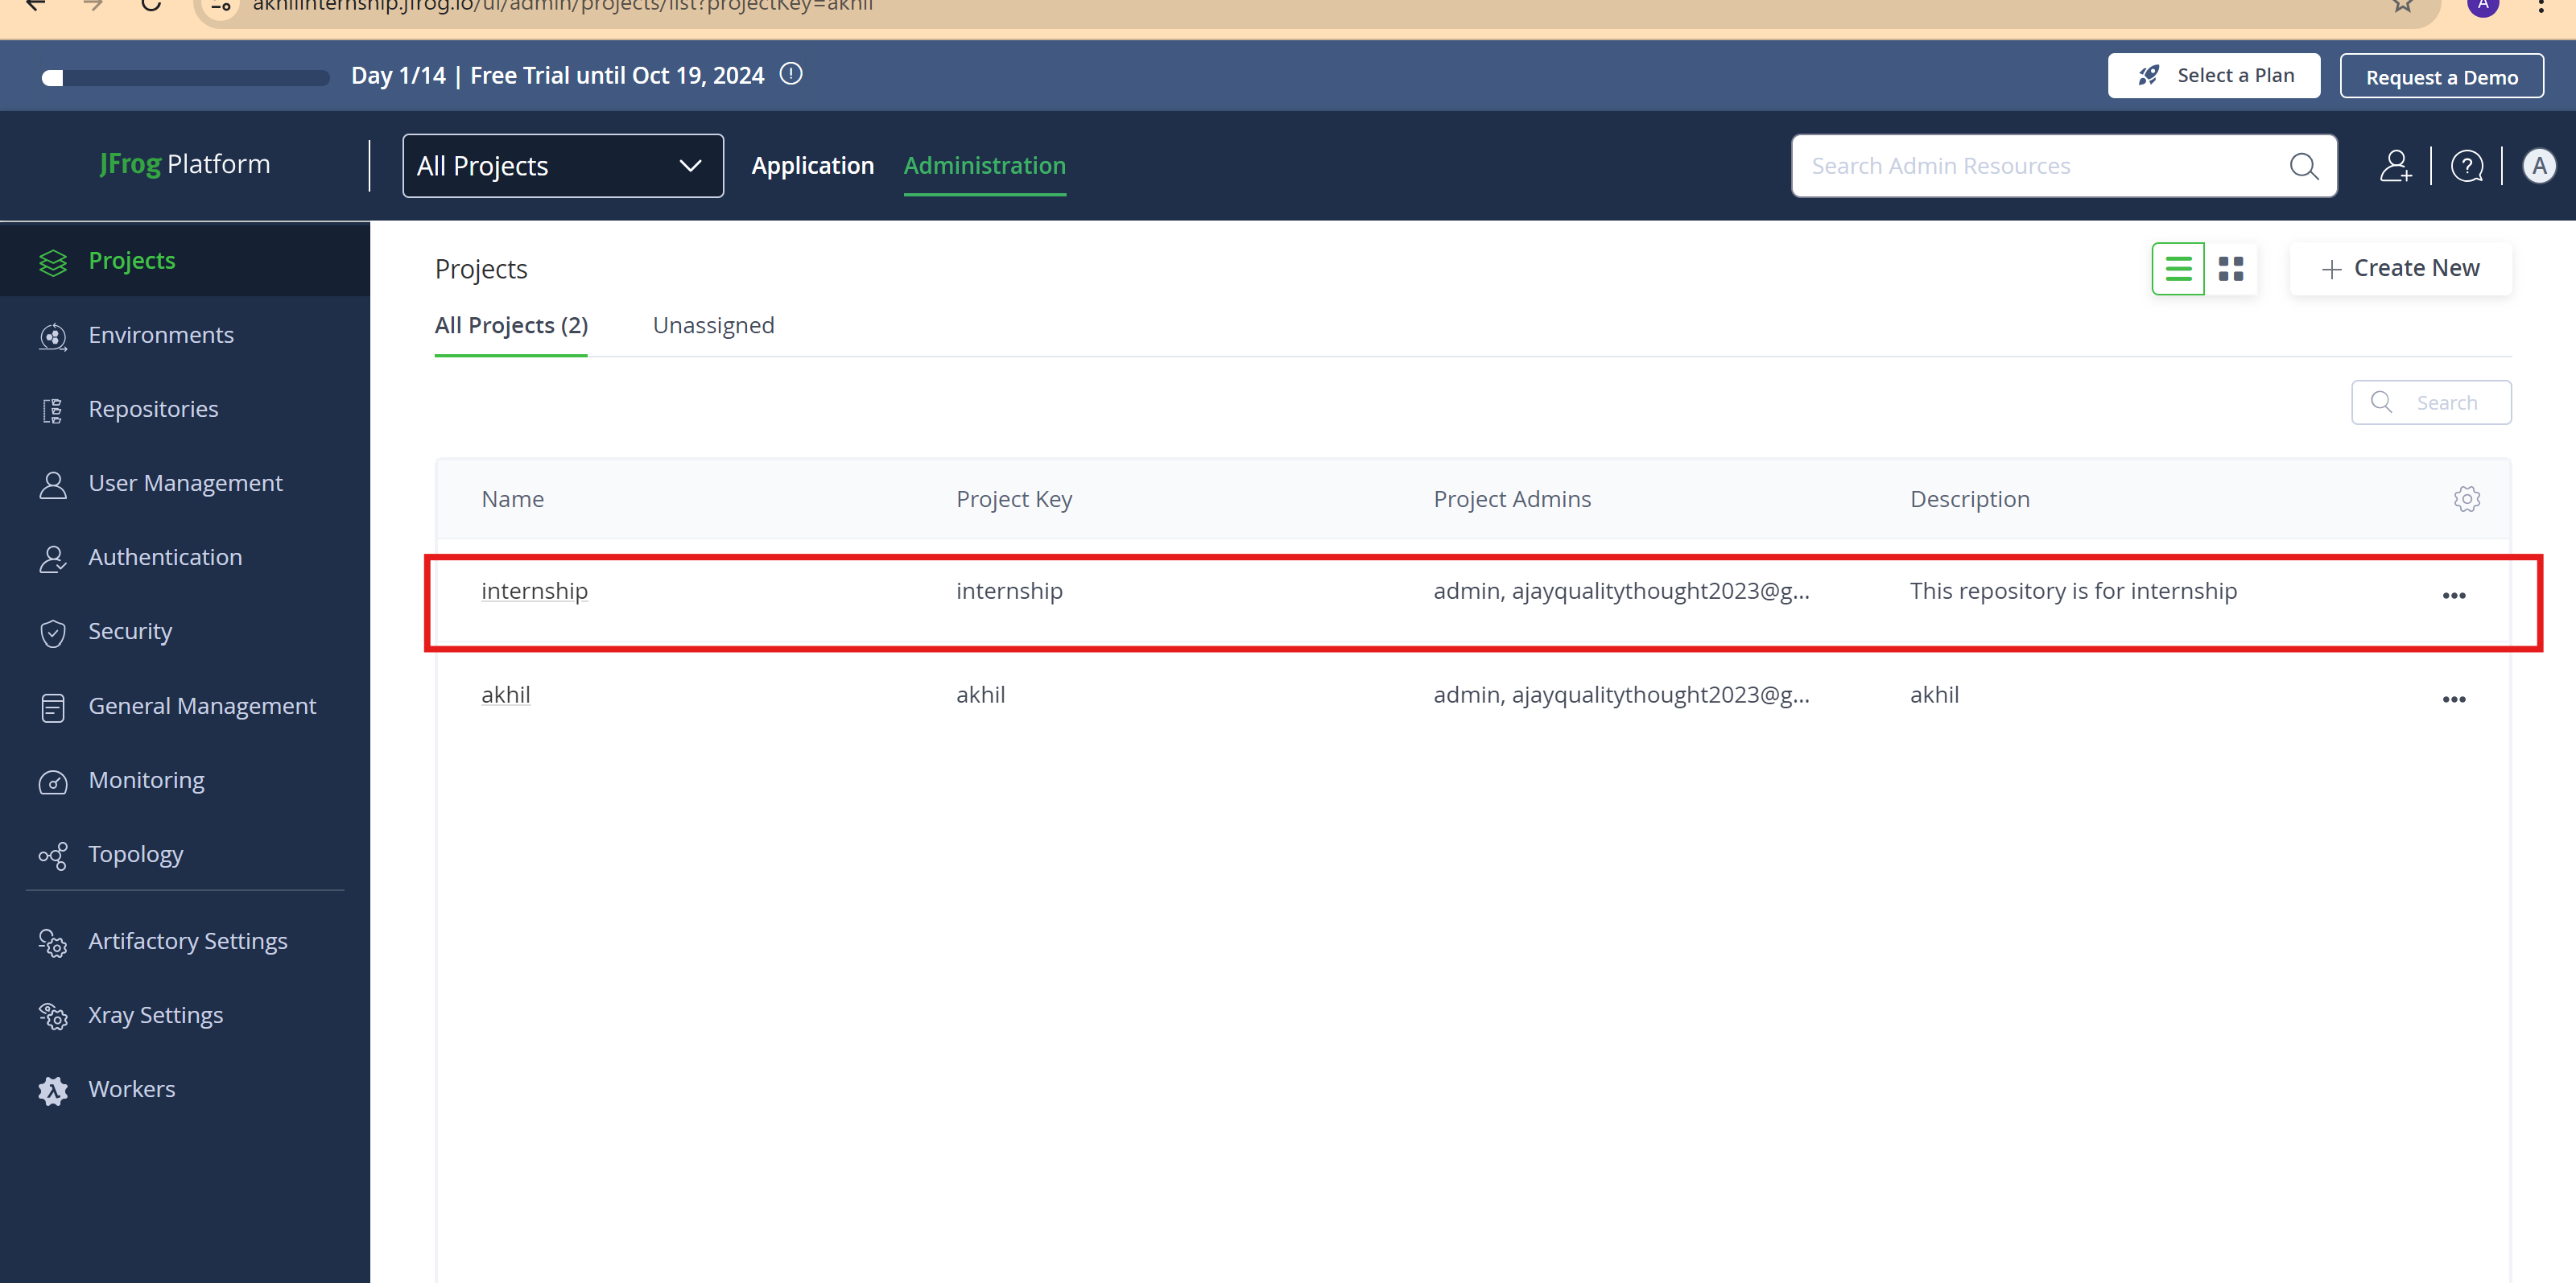 akhilinternship.jfrog.io/ui/admin/projects/list?projectKey=akhil
A
Day 1/14 | Free Trial until Oct 19, 2024
Select a Plan
Request a Demo
JFrog Platform
All Projects
Application
Administration
Search Admin Resources
A
Projects
Environments
Repositories
User Management
Authentication
Security
General Management
Monitoring
Topology
Artifactory Settings
Xray Settings
Workers
Projects
Create New
All Projects (2)
Unassigned
Search
Name Project Key Project Admins Description
internship internship admin, ajayqualitythought2023@g... This repository is for internship
akhil akhil admin, ajayqualitythought2023@g... akhil